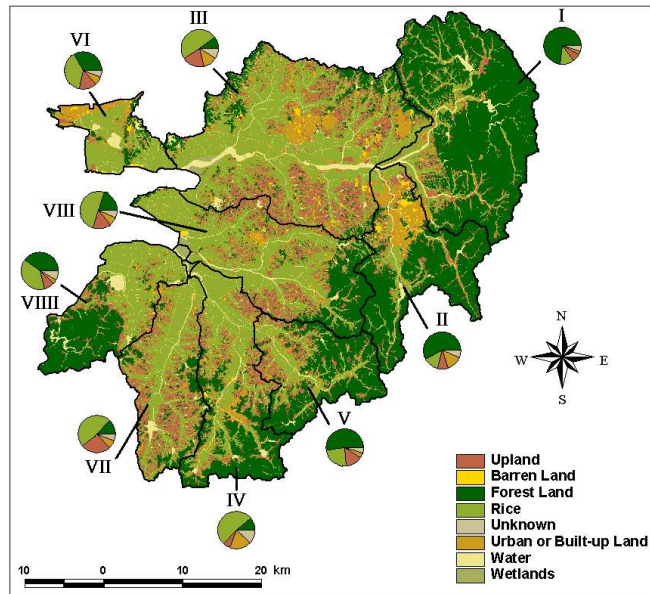 III
I
VI
VIII
VIIII
II
N
W E
S
V
VII
IV
Upland
Barren Land
Forest Land
Rice
Unknown
Urban or Built-up Land
Water
Wetlands
10 0 10 20 km